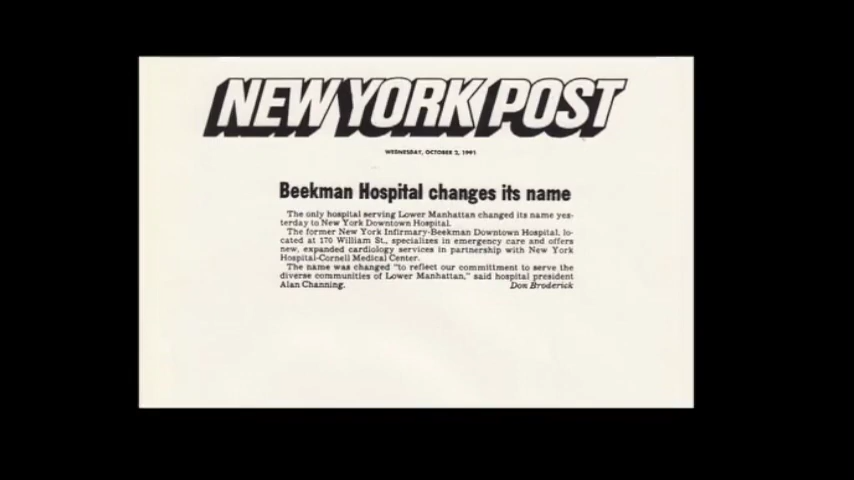 NEW YORK POST
WEDNESDAY, OCTOBER 2, 1991
Beekman Hospital changes its name
The only hospital serving Lower Manhattan changed its name yes-
terday to New York Downtown Hospital.
The former New York Infirmary-Beekman Downtown Hospital, lo-
cated at 170 William St., specializes in emergency care and offers
new, expanded cardiology services in partnership with New York
Hospital-Cornell Medical Center.
The name was changed "to reflect our committment to serve the
diverse communities of Lower Manhattan," said hospital president
Alan Channing. Don Broderick